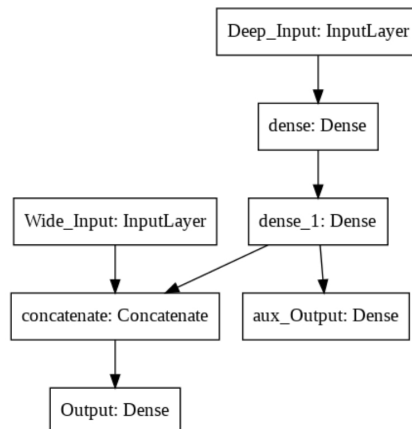 Deep_Input: InputLayer
dense: Dense
Wide_Input: InputLayer
dense_1: Dense
concatenate: Concatenate
aux_Output: Dense
Output: Dense